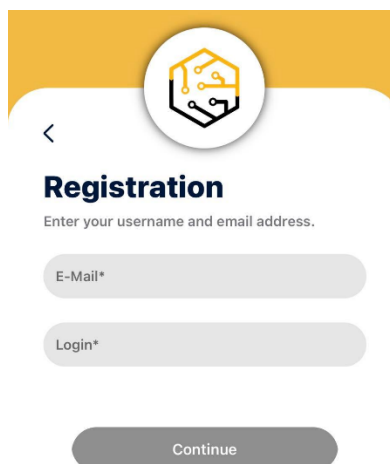 Registration
Enter your username and email address.
E-Mail*
Login*
Continue